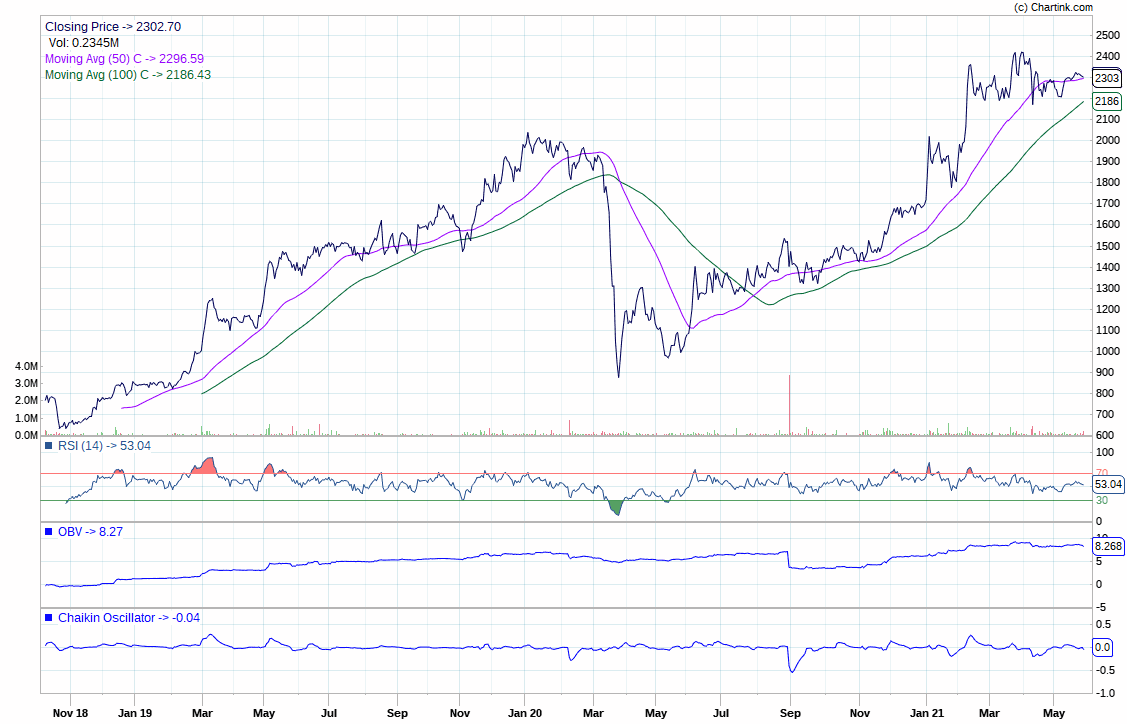 (c) Chartink.com
Closing Price -> 2302.70
Vol: 0.2345M
Moving Avg (50) C -> 2296.59
Moving Avg (100) C -> 2186.43
2500
2400
2303
2186
2100
2000
1900
1800
1700
1600
1500
1400
1300
1200
1100
1000
900
800
700
600
4.0M
3.0M
2.0M
1.0M
0.0M
RSI (14) -> 53.04
100
70
53.04
30
0
OBV -> 8.27
10
8.268
5
0
-5
Chaikin Oscillator -> -0.04
0.5
0.0
-0.5
-1.0
Nov 18 Jan 19 Mar May Jul Sep Nov Jan 20 Mar May Jul Sep Nov Jan 21 Mar May